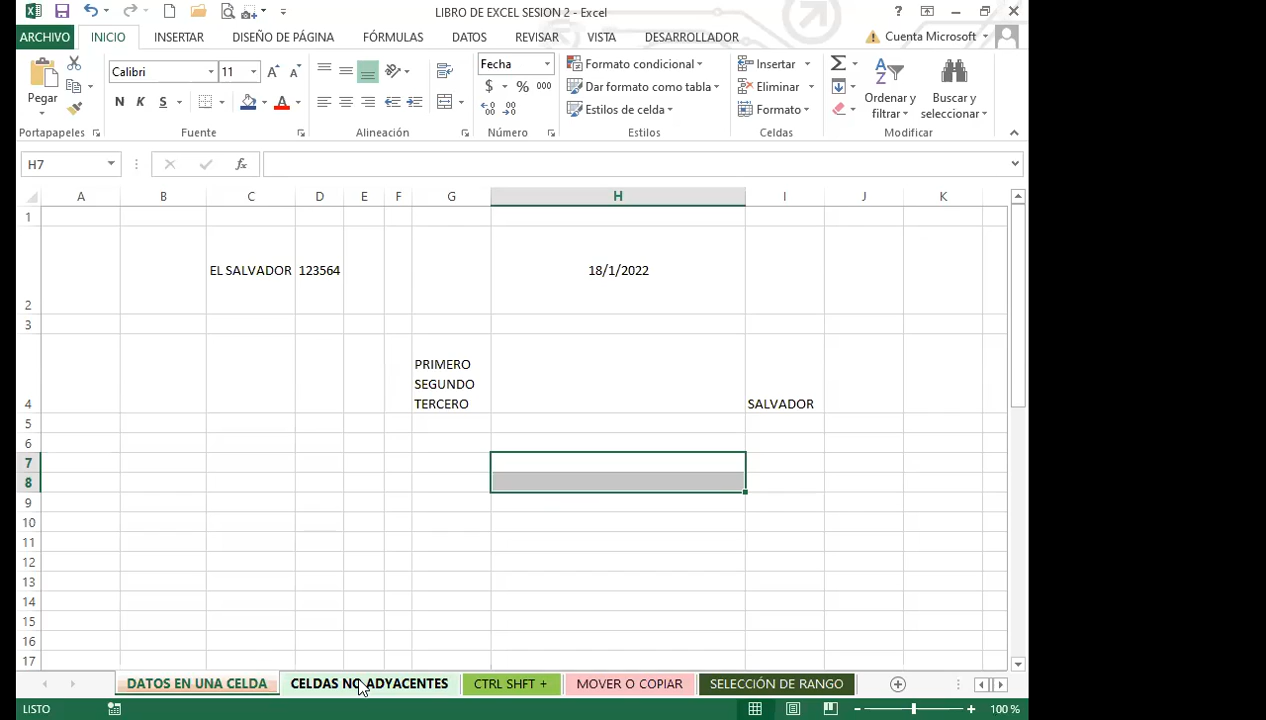 LIBRO DE EXCEL SESION 2 - Excel
ARCHIVO INICIO INSERTAR DISEÑO DE PÁGINA FÓRMULAS DATOS REVISAR VISTA DESARROLLADOR Cuenta Microsoft
Pegar
Portapapeles
Calibri 11
N K S
Fuente
Alineación
Fecha
$ % 000
Número
Formato condicional
Dar formato como tabla
Estilos de celda
Estilos
Insertar
Eliminar
Formato
Celdas
Ordenar y
filtrar
Buscar y
seleccionar
Modificar
H7
A B C D E F G H I J K
1
EL SALVADOR 123564 18/1/2022
2
3
PRIMERO
SEGUNDO
4 TERCERO SALVADOR
5
6
7
8
9
10
11
12
13
14
15
16
17
DATOS EN UNA CELDA CELDAS NO ADYACENTES CTRL SHFT + MOVER O COPIAR SELECCIÓN DE RANGO
LISTO 100 %